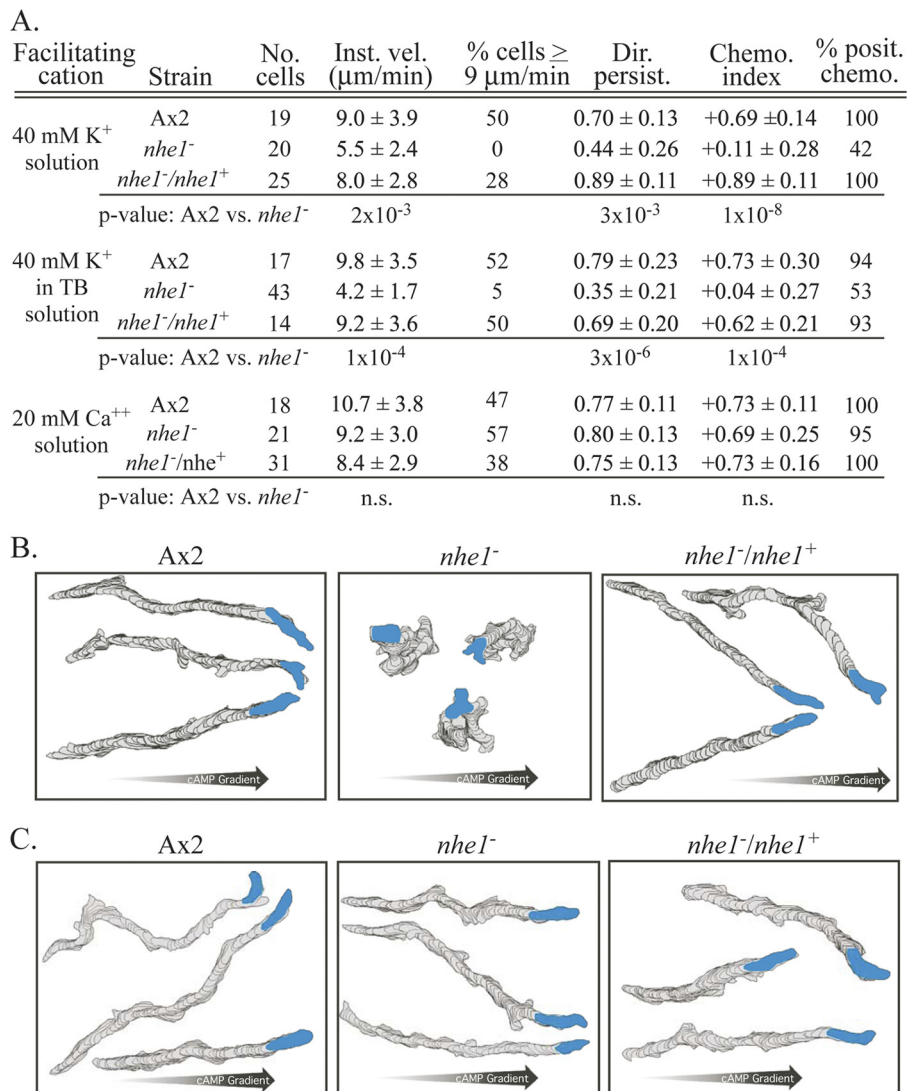 A.
Facilitating cation Strain No. cells Inst. vel. (μm/min) % cells ≥ 9 μm/min Dir. persist. Chemo. index % posit. chemo.
40 mM K⁺ solution
Ax2 19 9.0 ± 3.9 50 0.70 ± 0.13 +0.69 ±0.14 100
nhe1⁻ 20 5.5 ± 2.4 0 0.44 ± 0.26 +0.11 ± 0.28 42
nhe1⁻/nhe1⁺ 25 8.0 ± 2.8 28 0.89 ± 0.11 +0.89 ± 0.11 100
p-value: Ax2 vs. nhe1⁻ 2x10⁻³ 3x10⁻³ 1x10⁻⁸
40 mM K⁺ in TB solution
Ax2 17 9.8 ± 3.5 52 0.79 ± 0.23 +0.73 ± 0.30 94
nhe1⁻ 43 4.2 ± 1.7 5 0.35 ± 0.21 +0.04 ± 0.27 53
nhe1⁻/nhe1⁺ 14 9.2 ± 3.6 50 0.69 ± 0.20 +0.62 ± 0.21 93
p-value: Ax2 vs. nhe1⁻ 1x10⁻⁴ 3x10⁻⁶ 1x10⁻⁴
20 mM Ca⁺⁺ solution
Ax2 18 10.7 ± 3.8 47 0.77 ± 0.11 +0.73 ± 0.11 100
nhe1⁻ 21 9.2 ± 3.0 57 0.80 ± 0.13 +0.69 ± 0.25 95
nhe1⁻/nhe⁺ 31 8.4 ± 2.9 38 0.75 ± 0.13 +0.73 ± 0.16 100
p-value: Ax2 vs. nhe1⁻ n.s. n.s. n.s.
B.
Ax2 nhe1⁻ nhe1⁻/nhe1⁺
cAMP Gradient cAMP Gradient cAMP Gradient
C.
Ax2 nhe1⁻ nhe1⁻/nhe1⁺
cAMP Gradient cAMP Gradient cAMP Gradient